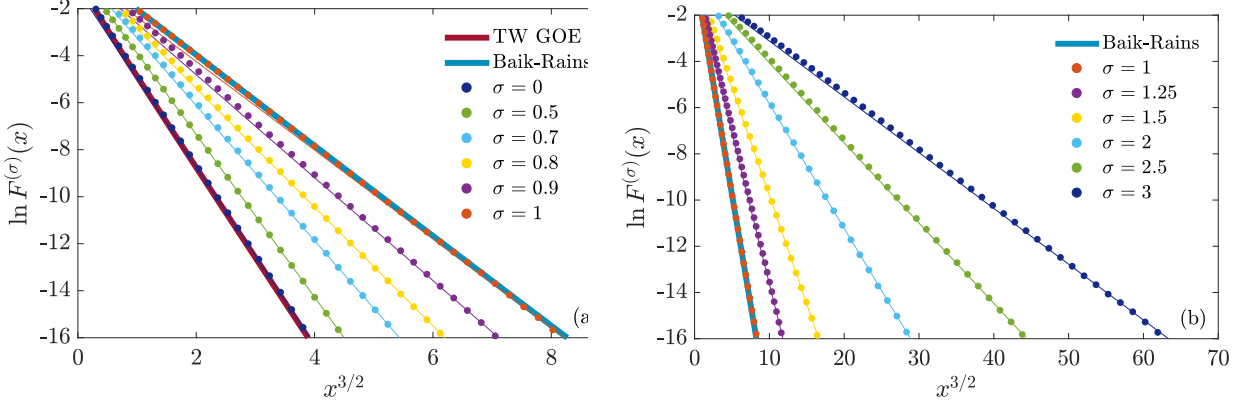 -2
-4
-6
-8
-10
-12
-14
-16
0
2
4
6
8
x^{3/2}
ln F^{(σ)}(x)
TW GOE
Baik-Rains
σ = 0
σ = 0.5
σ = 0.7
σ = 0.8
σ = 0.9
σ = 1
(a
-2
-4
-6
-8
-10
-12
-14
-16
0
10
20
30
40
50
60
70
x^{3/2}
ln F^{(σ)}(x)
Baik-Rains
σ = 1
σ = 1.25
σ = 1.5
σ = 2
σ = 2.5
σ = 3
(b)